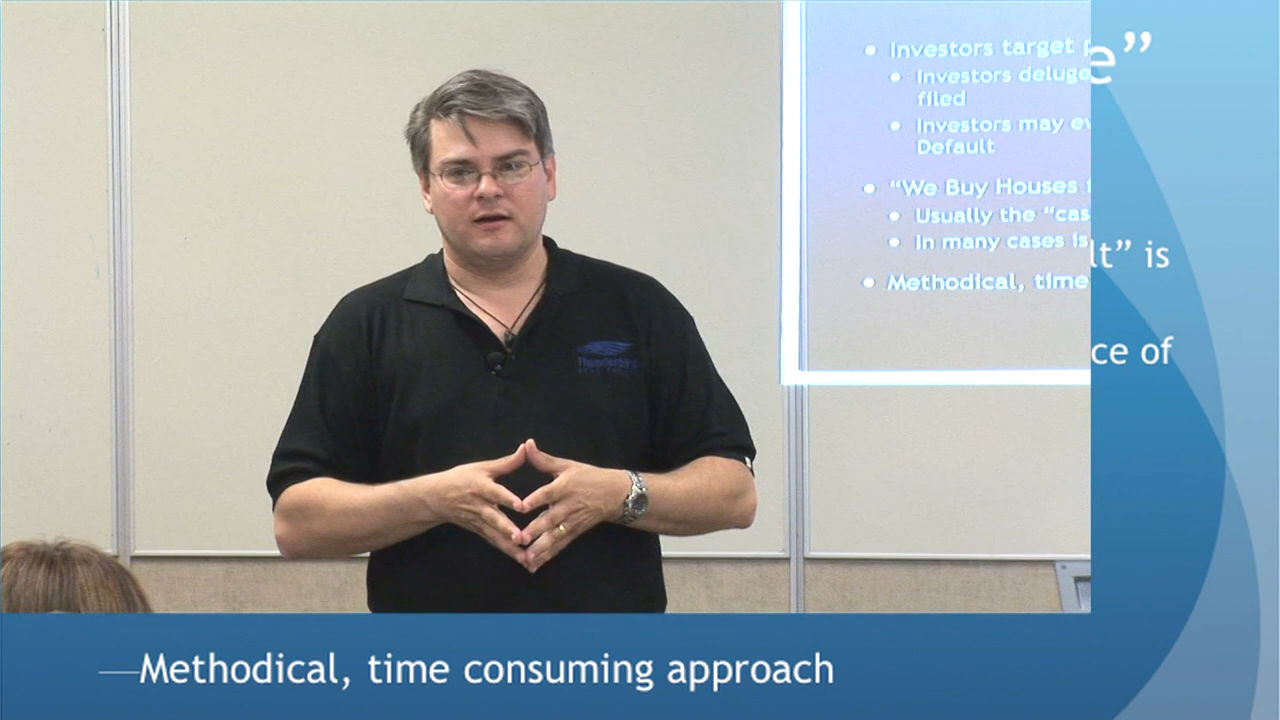 Investors target
e”
Investors deluge
filed
Investors may
Default
“We Buy Houses
Usually the “cas
lt” is
In many cases is
Methodical, time
ce of
Thunderbird
Methodical, time consuming approach